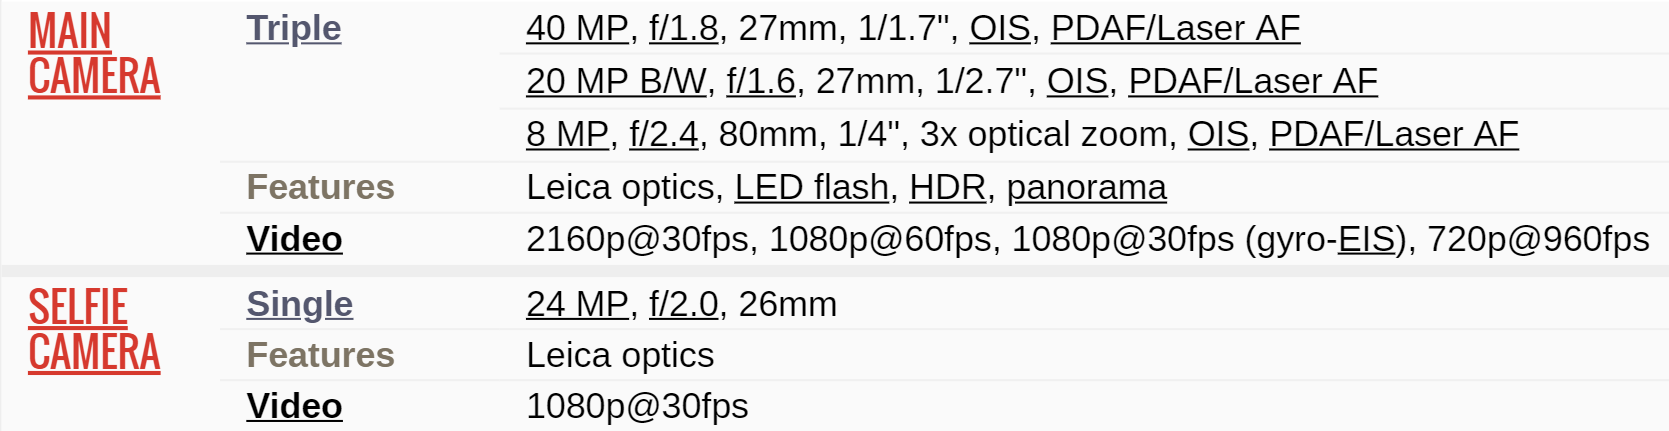 MAIN CAMERA
Triple
40 MP, f/1.8, 27mm, 1/1.7", OIS, PDAF/Laser AF
20 MP B/W, f/1.6, 27mm, 1/2.7", OIS, PDAF/Laser AF
8 MP, f/2.4, 80mm, 1/4", 3x optical zoom, OIS, PDAF/Laser AF
Features
Leica optics, LED flash, HDR, panorama
Video
2160p@30fps, 1080p@60fps, 1080p@30fps (gyro-EIS), 720p@960fps
SELFIE CAMERA
Single
24 MP, f/2.0, 26mm
Features
Leica optics
Video
1080p@30fps